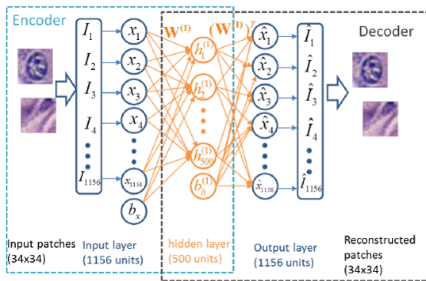 Encoder
Decoder
W(1)
(W(1))T
I1
I2
I3
I4
I1156
x1
x2
x3
x4
x1156
bx
h1(1)
h2(1)
h500(1)
bh(1)
x̂1
x̂2
x̂3
x̂4
x̂1156
Î1
Î2
Î3
Î4
Î1156
Input patches
(34x34)
Input layer
(1156 units)
hidden layer
(500 units)
Output layer
(1156 units)
Reconstructed
patches
(34x34)